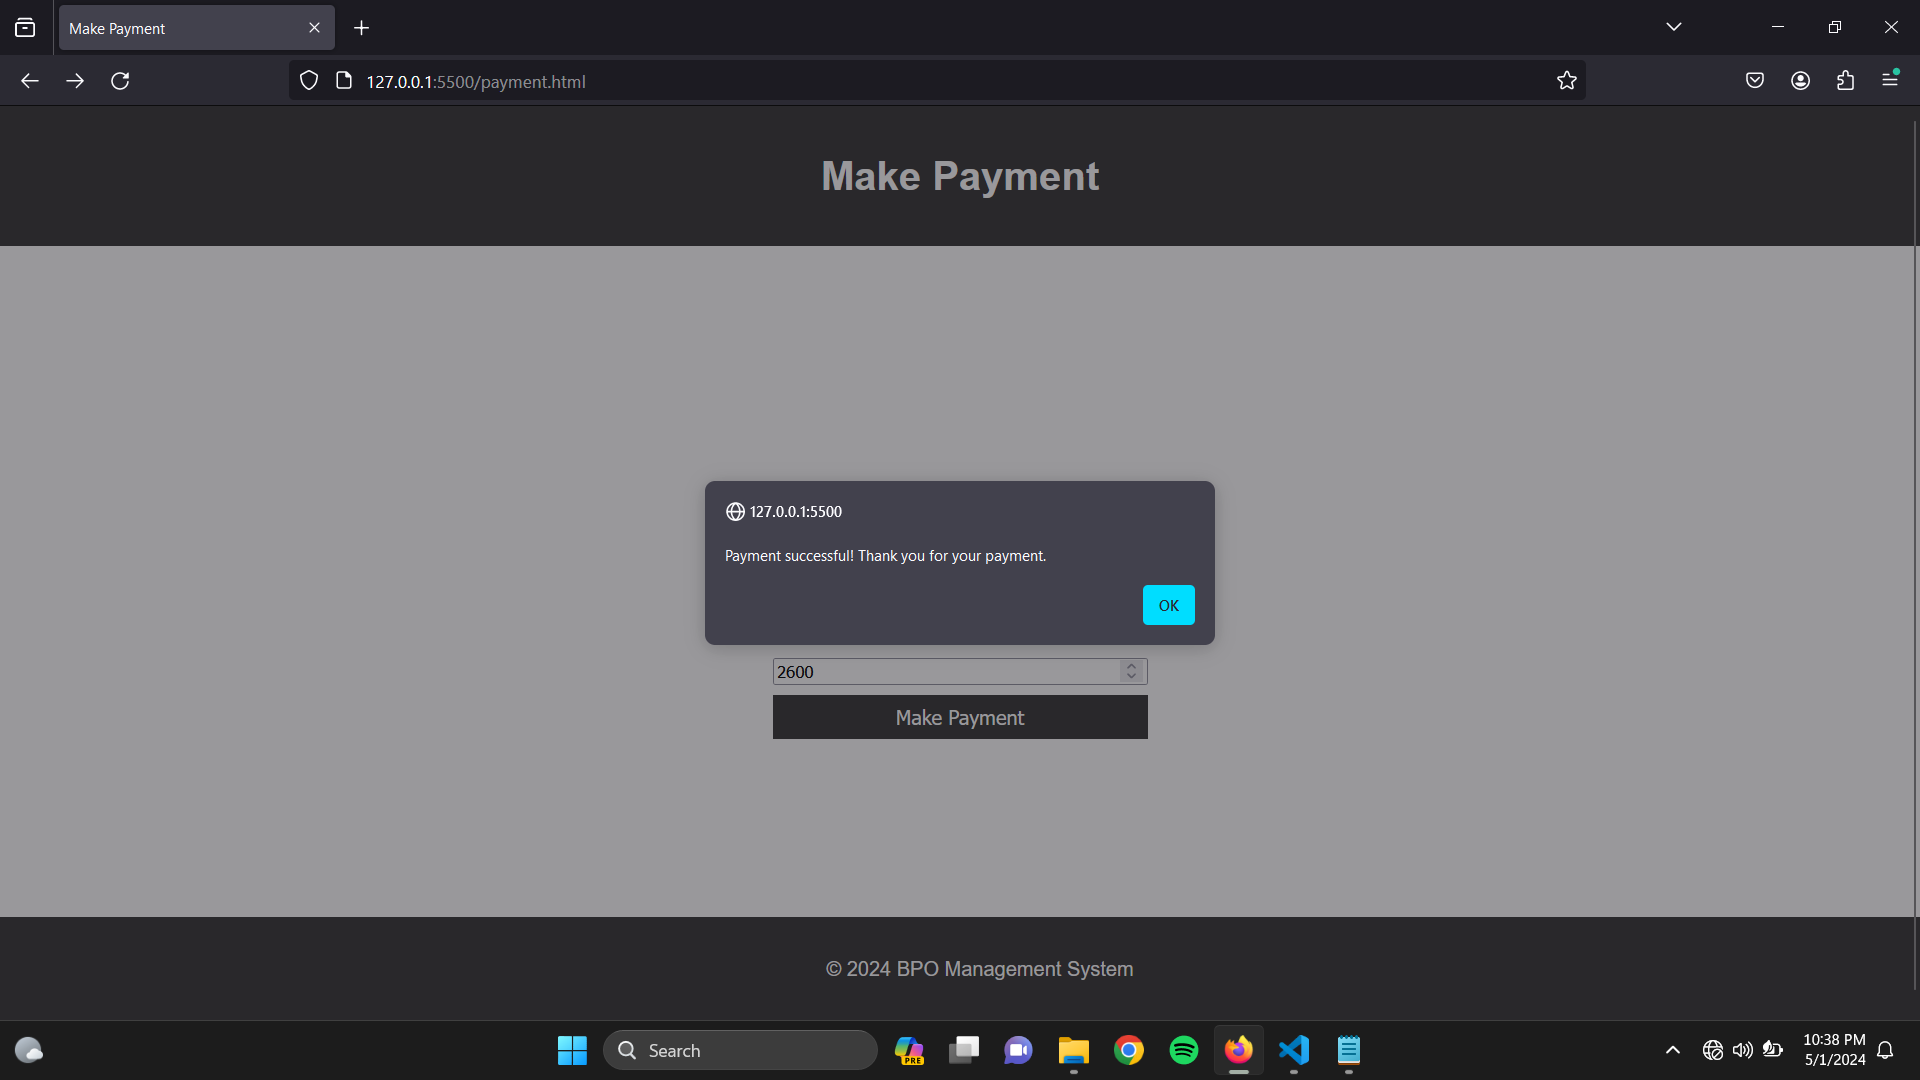 Make Payment
127.0.0.1:5500/payment.html
Make Payment
127.0.0.1:5500
Payment successful! Thank you for your payment.
OK
2600
Make Payment
© 2024 BPO Management System
Search
PRE
10:38 PM
5/1/2024